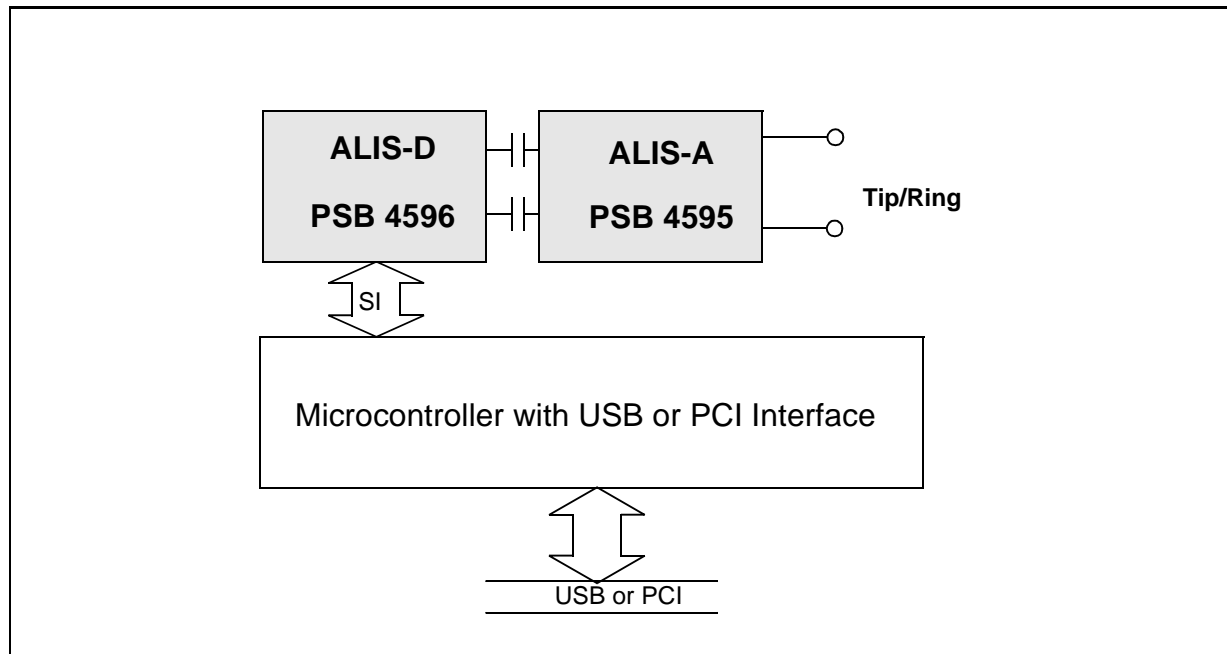 ALIS-D
PSB 4596
ALIS-A
PSB 4595
Tip/Ring
SI
Microcontroller with USB or PCI Interface
USB or PCI